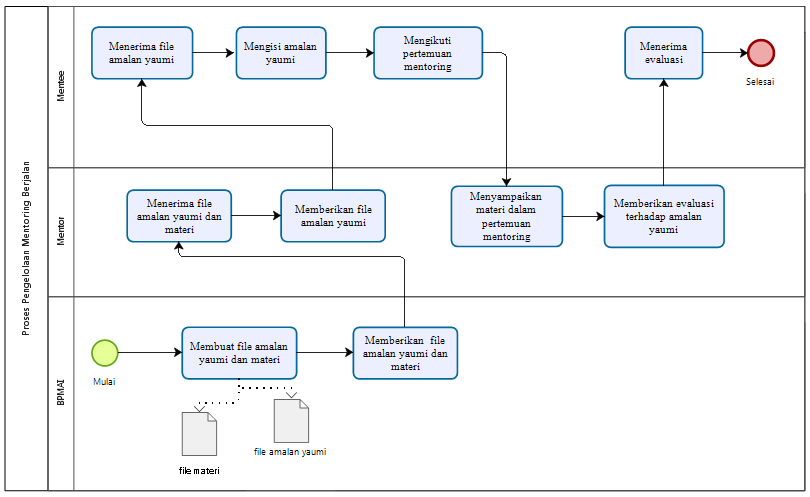 Proses Pengelolaan Mentoring Berjalan
Mentee
Menerima file
amalan yaumi
Mengisi amalan
yaumi
Mengikuti
pertemuan
mentoring
Menerima
evaluasi
Selesai
Mentor
Menerima file
amalan yaumi dan
materi
Memberikan file
amalan yaumi
Menyampaikan
materi dalam
pertemuan
mentoring
Memberikan evaluasi
terhadap amalan
yaumi
BPMAI
Mulai
Membuat file amalan
yaumi dan materi
Memberikan file
amalan yaumi dan
materi
file materi
file amalan yaumi